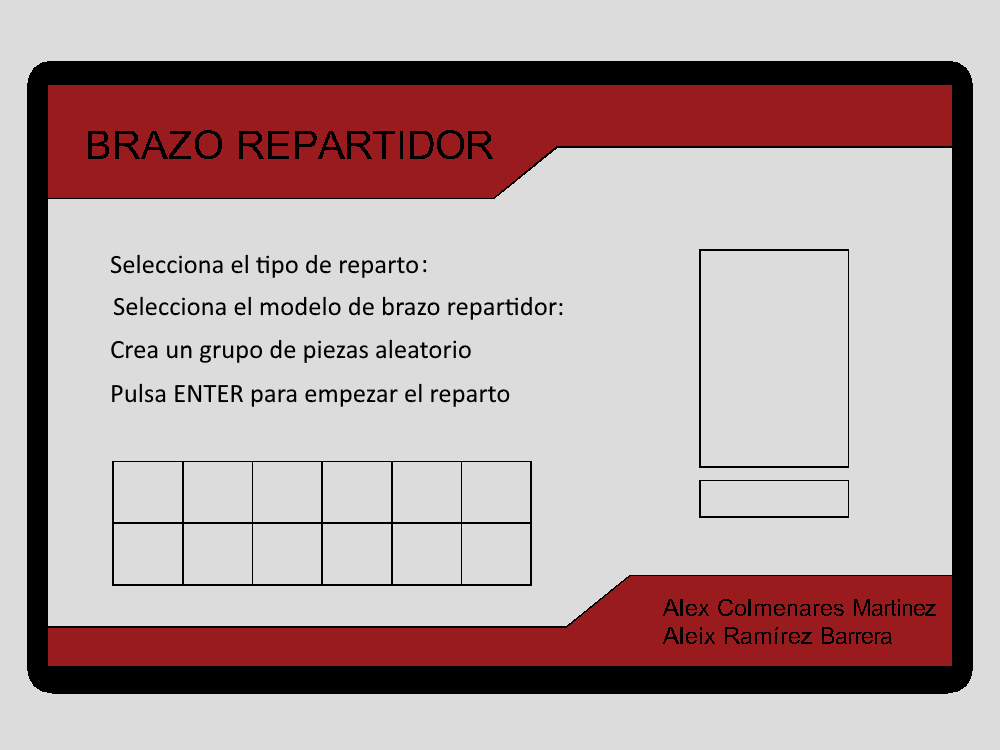 BRAZO REPARTIDOR
Selecciona el tipo de reparto:
Selecciona el modelo de brazo repartidor:
Crea un grupo de piezas aleatorio
Pulsa ENTER para empezar el reparto
Alex Colmenares Martinez
Aleix Ramírez Barrera